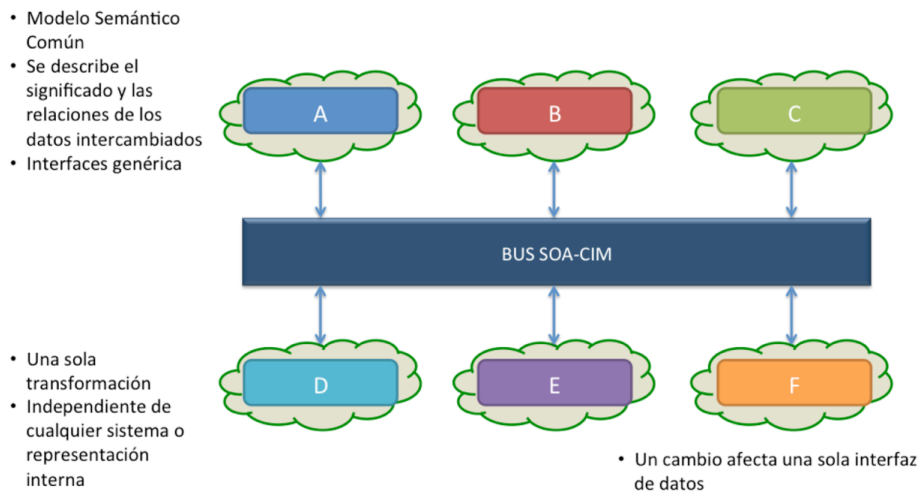 • Modelo Semántico
Común
• Se describe el
significado y las
relaciones de los
datos intercambiados
• Interfaces genérica
A
B
C
BUS SOA-CIM
D
E
F
• Una sola
transformación
• Independiente de
cualquier sistema o
representación
interna
• Un cambio afecta una sola interfaz
de datos